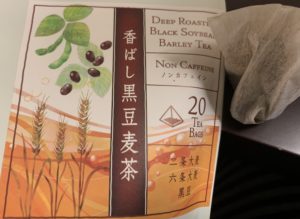 DEEP ROASTED
BLACK SOYBEAN
BARLEY TEA
NON CAFFEINE
ノンカフェイン
香ばし黒豆麦茶
20
TEA
BAGS
二条大麦
六条大麦
黒豆